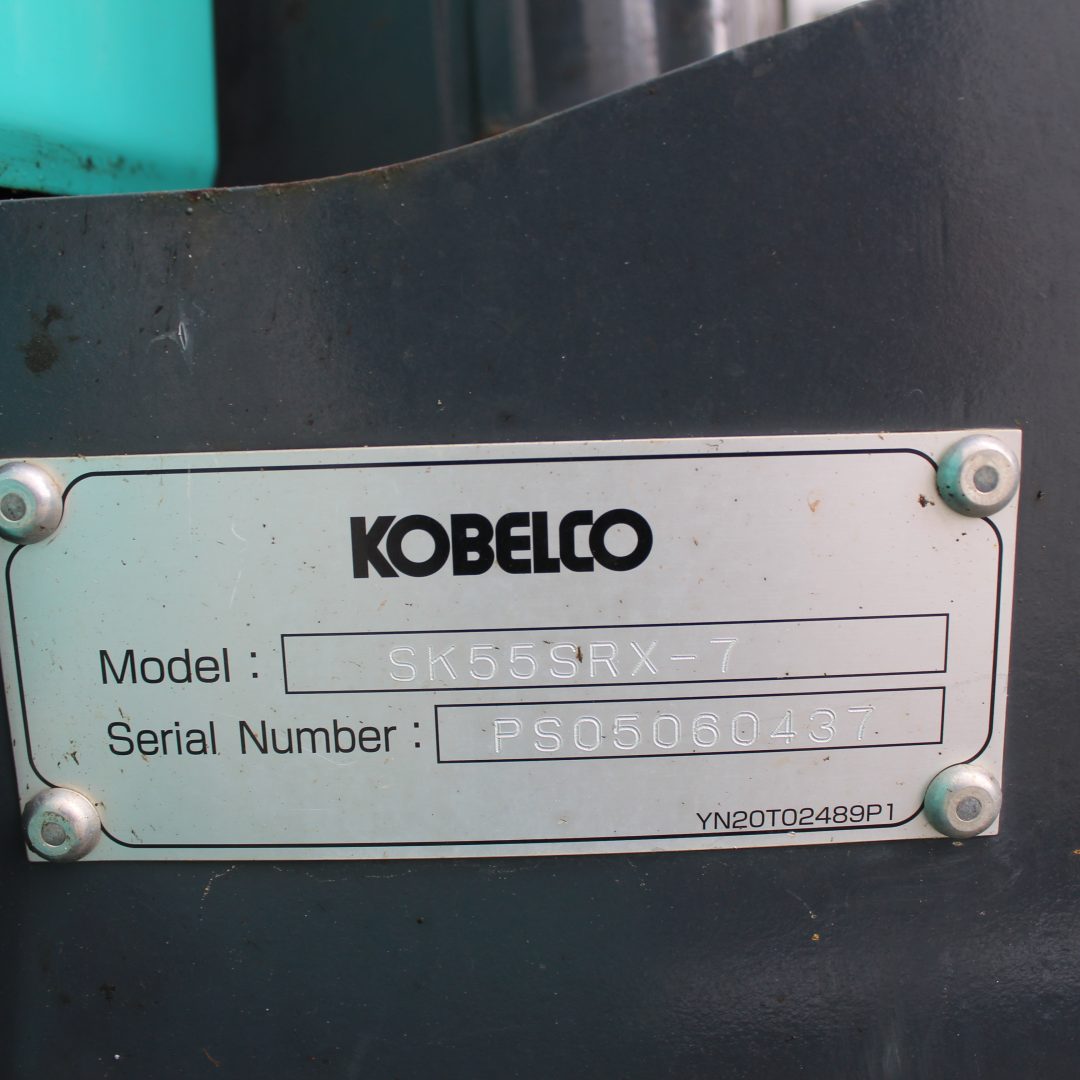 KOBELCO
Model : SK55SRX-7
Serial Number : PS05060437
YN20T02489P1